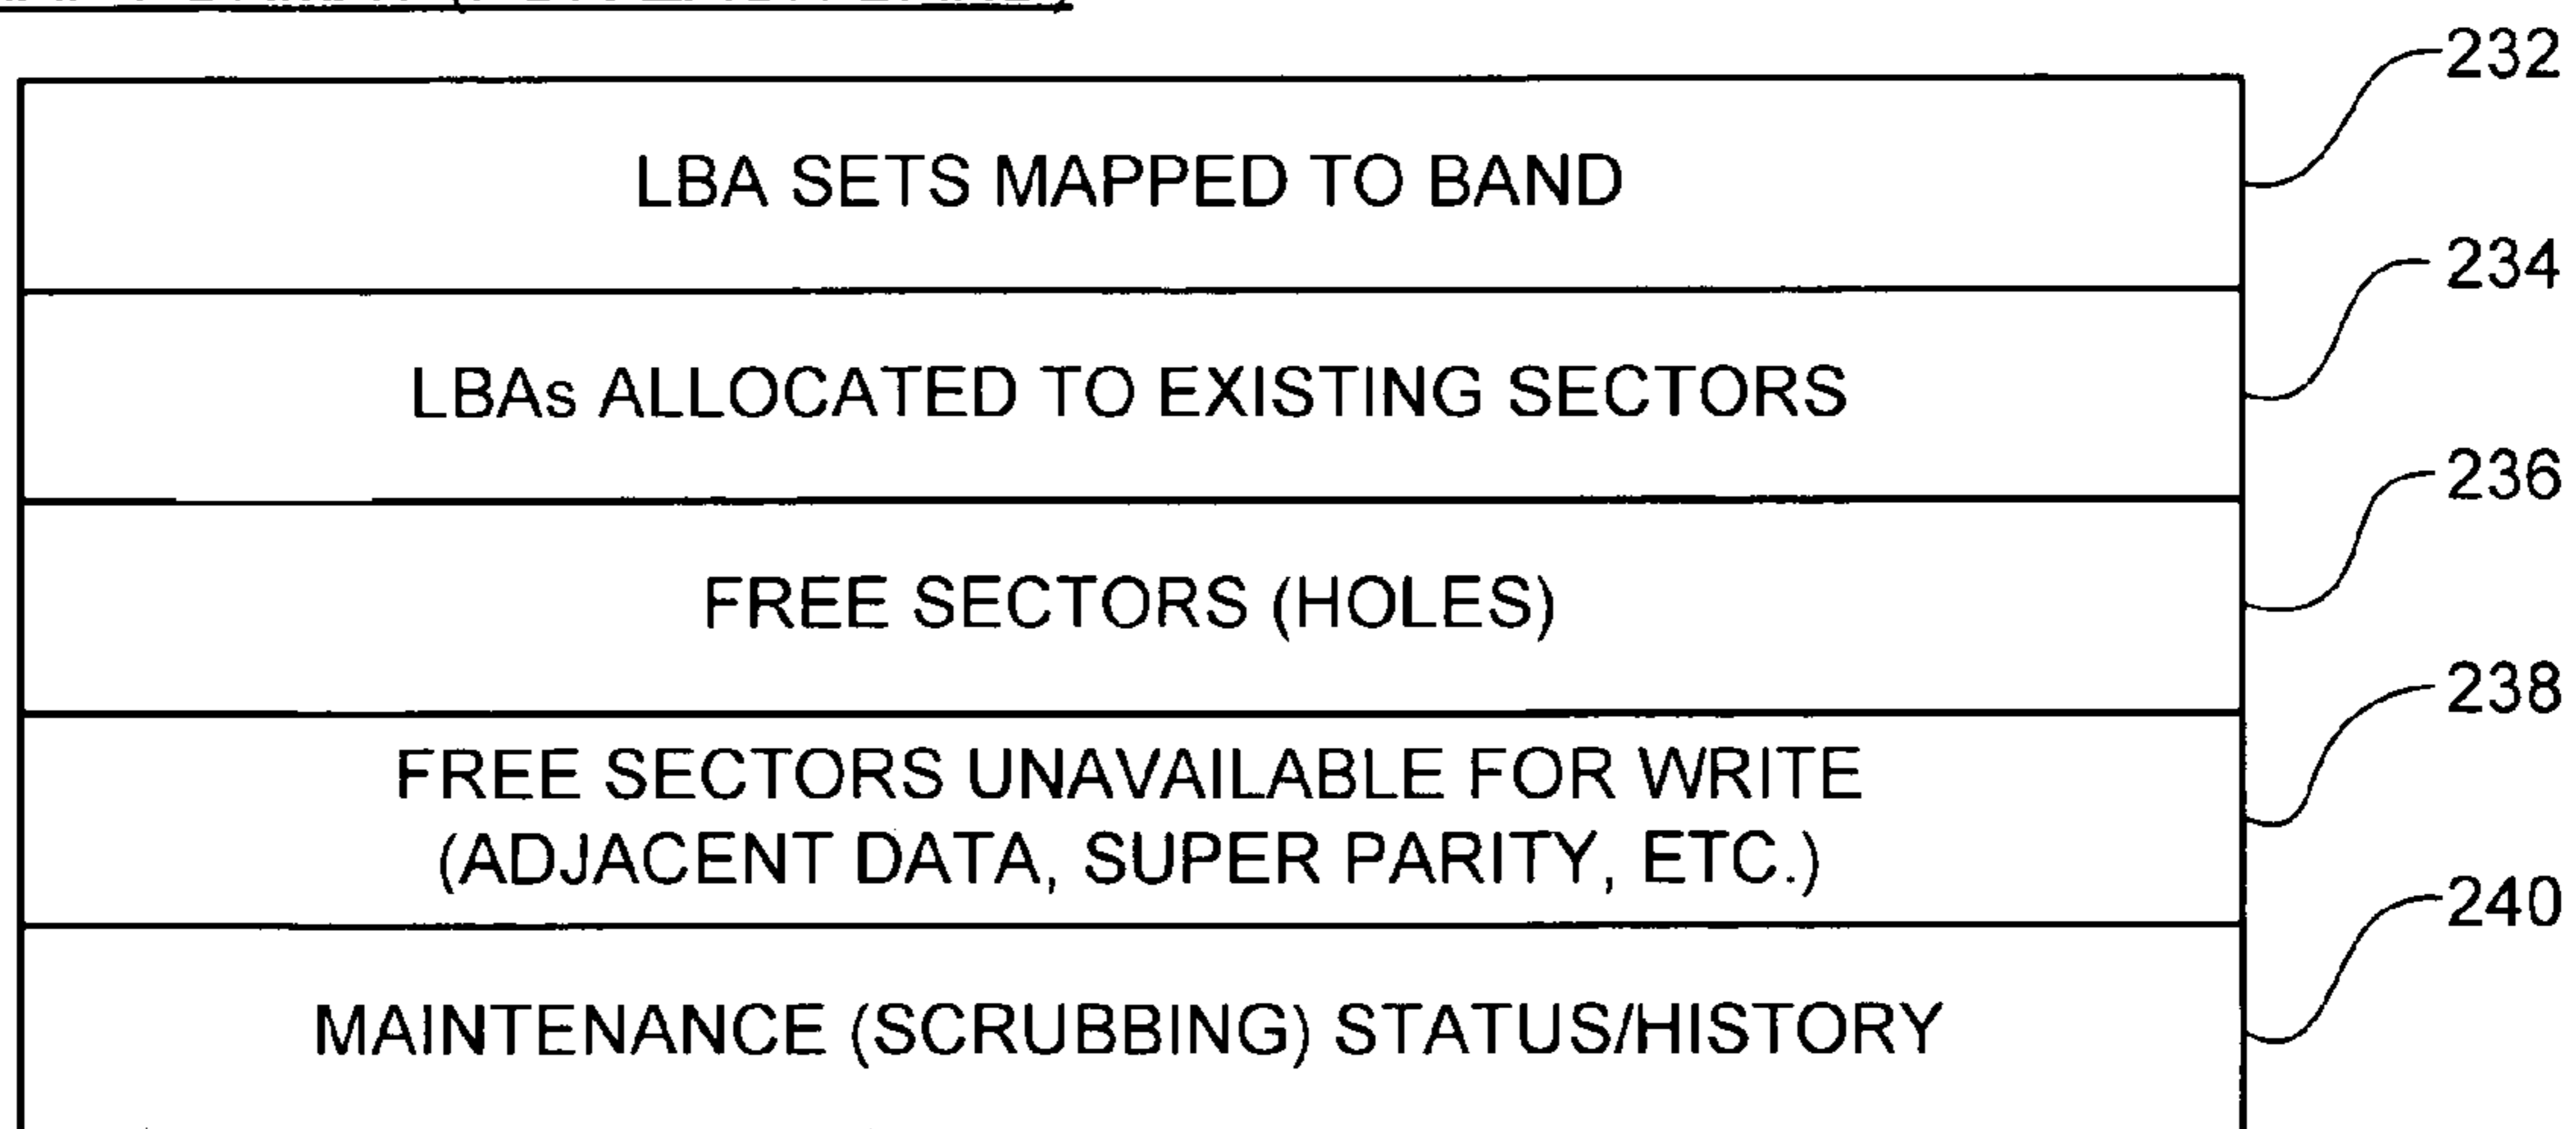 232
LBA SETS MAPPED TO BAND
234
LBAs ALLOCATED TO EXISTING SECTORS
236
FREE SECTORS (HOLES)
238
FREE SECTORS UNAVAILABLE FOR WRITE
(ADJACENT DATA, SUPER PARITY, ETC.)
240
MAINTENANCE (SCRUBBING) STATUS/HISTORY